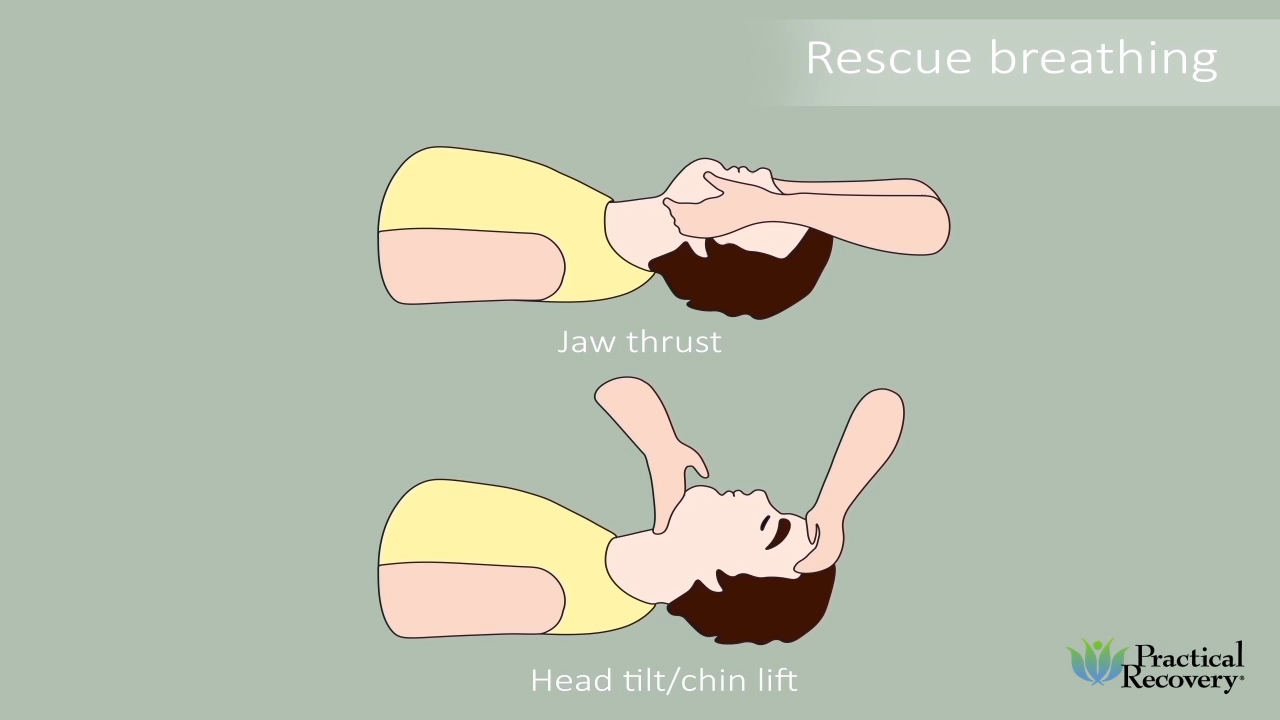 Rescue breathing
Jaw thrust
Head tilt/chin lift
Practical
Recovery®